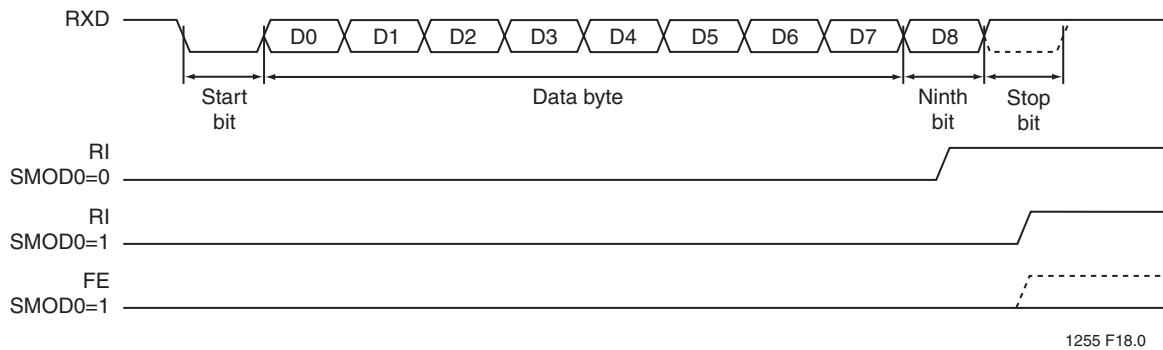 RXD
D0 D1 D2 D3 D4 D5 D6 D7 D8
Start
bit
Data byte
Ninth
bit
Stop
bit
RI
SMOD0=0
RI
SMOD0=1
FE
SMOD0=1
1255 F18.0